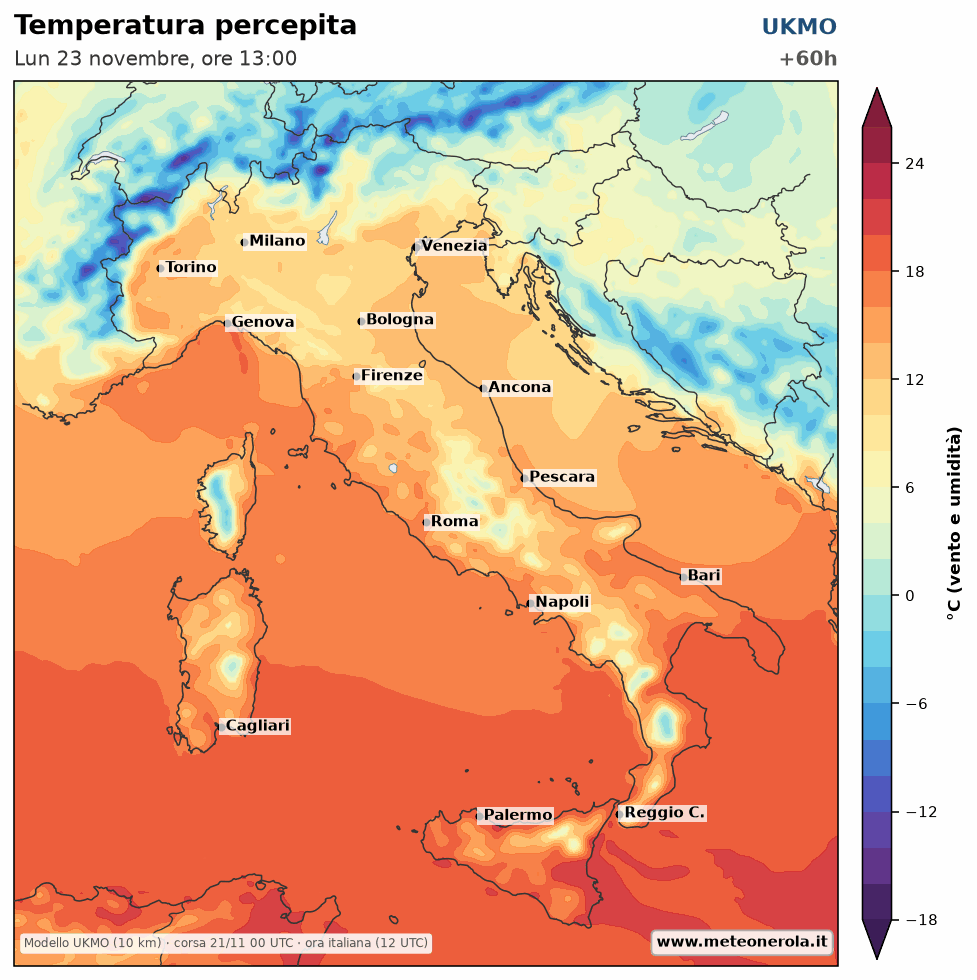 Temperatura percepita
UKMO
Lun 23 novembre, ore 13:00
+60h
Milano
Venezia
Torino
Genova
Bologna
Firenze
Ancona
Pescara
Roma
Bari
Napoli
Cagliari
Palermo
Reggio C.
24
18
12
6
0
−6
−12
−18
°C (vento e umidità)
Modello UKMO (10 km) · corsa 21/11 00 UTC · ora italiana (12 UTC)
www.meteonerola.it